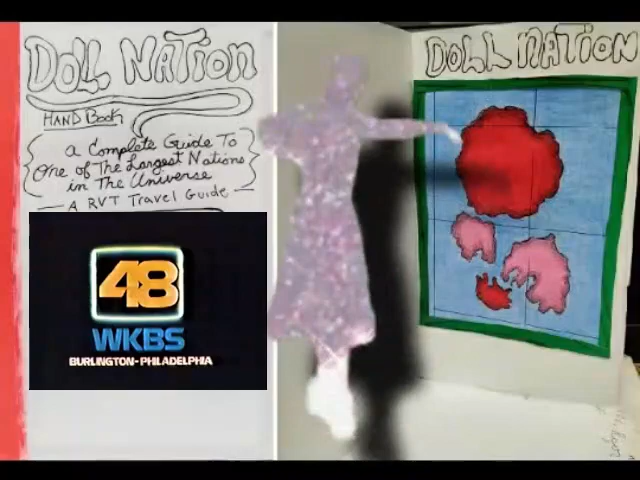 DOLL NATION
HAND Book
a Complete Guide To
One of The Largest Nations
in The Universe
— A RVT Travel Guide —
48
WKBS
BURLINGTON-PHILADELPHIA
DOLL NATION